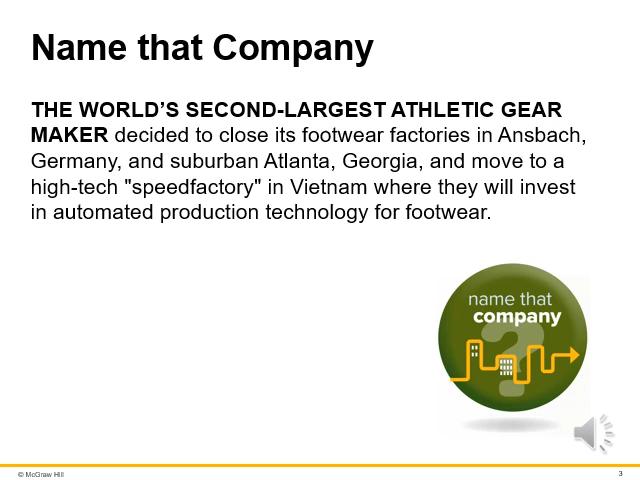 Name that Company
THE WORLD’S SECOND-LARGEST ATHLETIC GEAR
MAKER decided to close its footwear factories in Ansbach,
Germany, and suburban Atlanta, Georgia, and move to a
high-tech "speedfactory" in Vietnam where they will invest
in automated production technology for footwear.
name that
company
?
© McGraw Hill
3